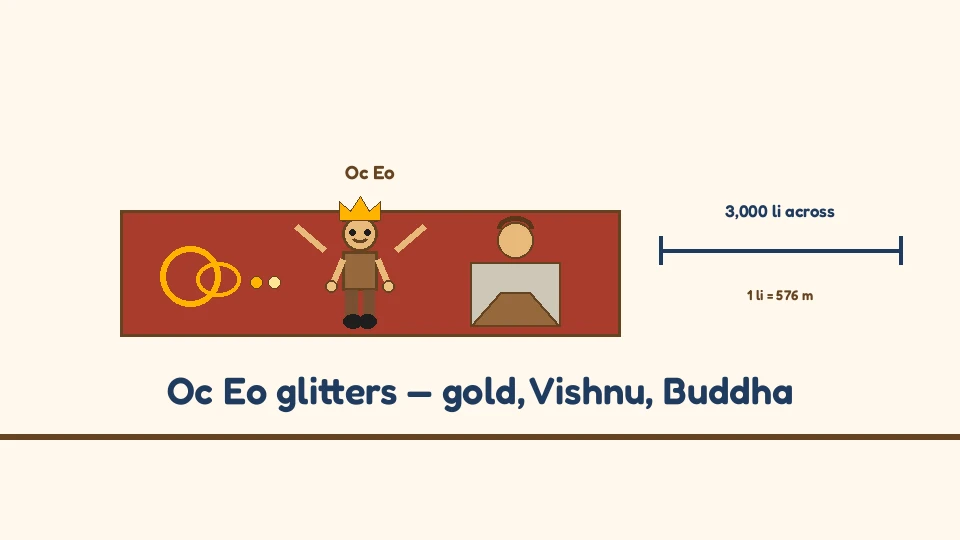 Oc Eo
3,000 li across
1 li = 576 m
Oc Eo glitters — gold, Vishnu, Buddha